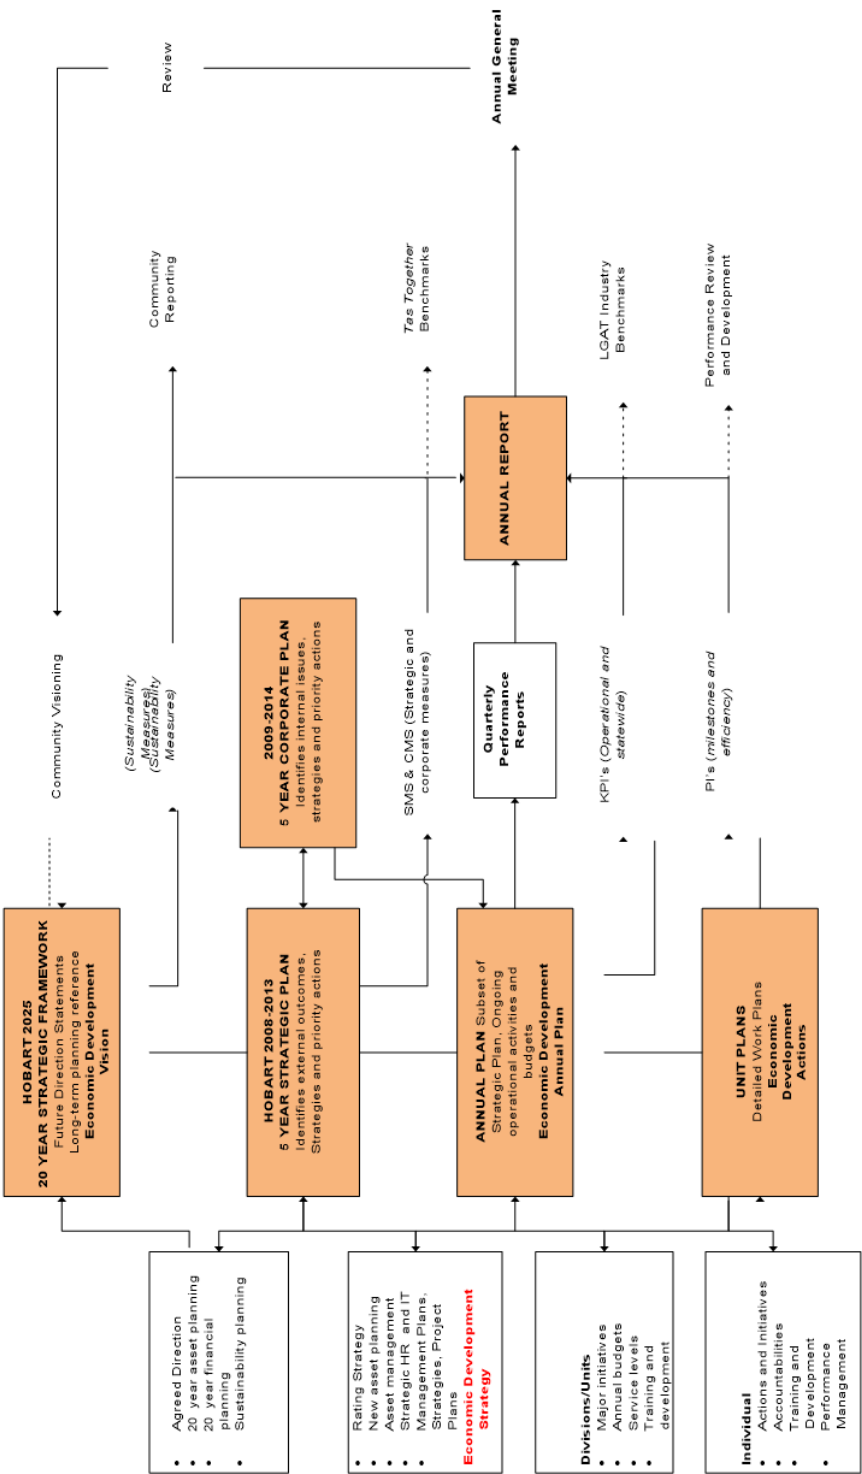 Agreed Direction
20 year asset planning
20 year financial
planning
Sustainability planning
Rating Strategy
New asset planning
Asset management
Strategic HR and IT
Management Plans,
Strategies, Project
Plans
Economic Development
Strategy
Divisions/Units
Major initiatives
Annual budgets
Service levels
Training and
development
Individual
Actions and Initiatives
Accountabilities
Training and
Development
Performance
Management
HOBART 2025
20 YEAR STRATEGIC FRAMEWORK
Future Direction Statements
Long-term planning reference
Economic Development
Vision
HOBART 2008-2013
5 YEAR STRATEGIC PLAN
Identifies external outcomes,
Strategies and priority actions
ANNUAL PLAN Subset of
Strategic Plan, Ongoing
operational activities and
budgets
Economic Development
Annual Plan
UNIT PLANS
Detailed Work Plans
Economic
Development
Actions
2009-2014
5 YEAR CORPORATE PLAN
Identifies internal issues,
strategies and priority actions
Community Visioning
(Sustainability
Measures)
(Sustainability
Measures)
SMS & CMS (Strategic and
corporate measures)
Quarterly
Performance
Reports
KPI's (Operational and
statewide)
PI's (milestones and
efficiency)
ANNUAL REPORT
Community
Reporting
Tas Together
Benchmarks
LGAT Industry
Benchmarks
Performance Review
and Development
Review
Annual General
Meeting